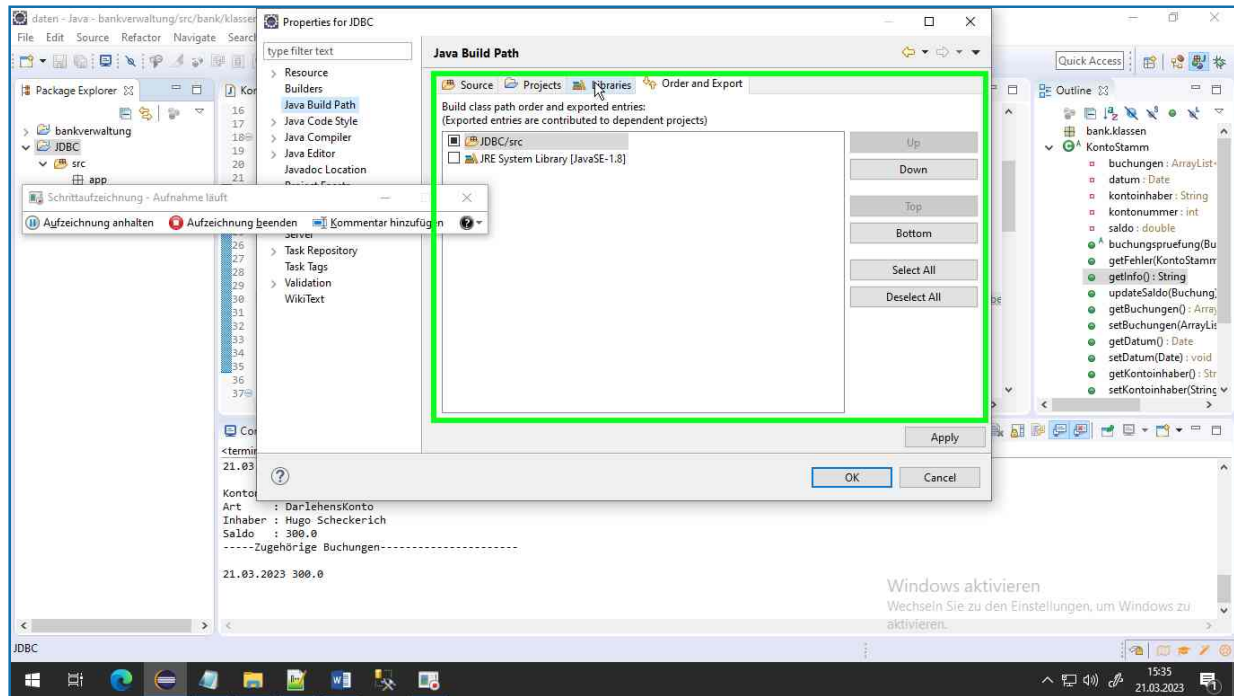 daten - Java - bankverwaltung/src/bank/klassen
File Edit Source Refactor Navigate Search
Quick Access
Package Explorer
bankverwaltung
JDBC
src
app
Kon
16
17
18
19
20
21
Properties for JDBC
type filter text
Resource
Builders
Java Build Path
Java Code Style
Java Compiler
Java Editor
Javadoc Location
Project Facets
Server
Task Repository
Task Tags
Validation
WikiText
Java Build Path
Source Projects Libraries Order and Export
Build class path order and exported entries:
(Exported entries are contributed to dependent projects)
JDBC/src
JRE System Library [JavaSE-1.8]
Up
Down
Top
Bottom
Select All
Deselect All
Apply
OK Cancel
Schrittaufzeichnung - Aufnahme läuft
Aufzeichnung anhalten Aufzeichnung beenden Kommentar hinzufügen
26
27
28
29
30
31
32
33
34
35
36
37
Outline
bank.klassen
KontoStamm
buchungen : ArrayList<
datum : Date
kontoinhaber : String
kontonummer : int
saldo : double
buchungspruefung(Bu
getFehler(KontoStamm
getInfo() : String
updateSaldo(Buchung)
getBuchungen() : Array
setBuchungen(ArrayLis
getDatum() : Date
setDatum(Date) : void
getKontoinhaber() : Str
setKontoinhaber(String
Con
<termin
21.03
Konto
Art : DarlehensKonto
Inhaber : Hugo Scheckerich
Saldo : 300.0
-----Zugehörige Buchungen----------------------
21.03.2023 300.0
Windows aktivieren
Wechseln Sie zu den Einstellungen, um Windows zu
aktivieren.
JDBC
15:35
21.03.2023